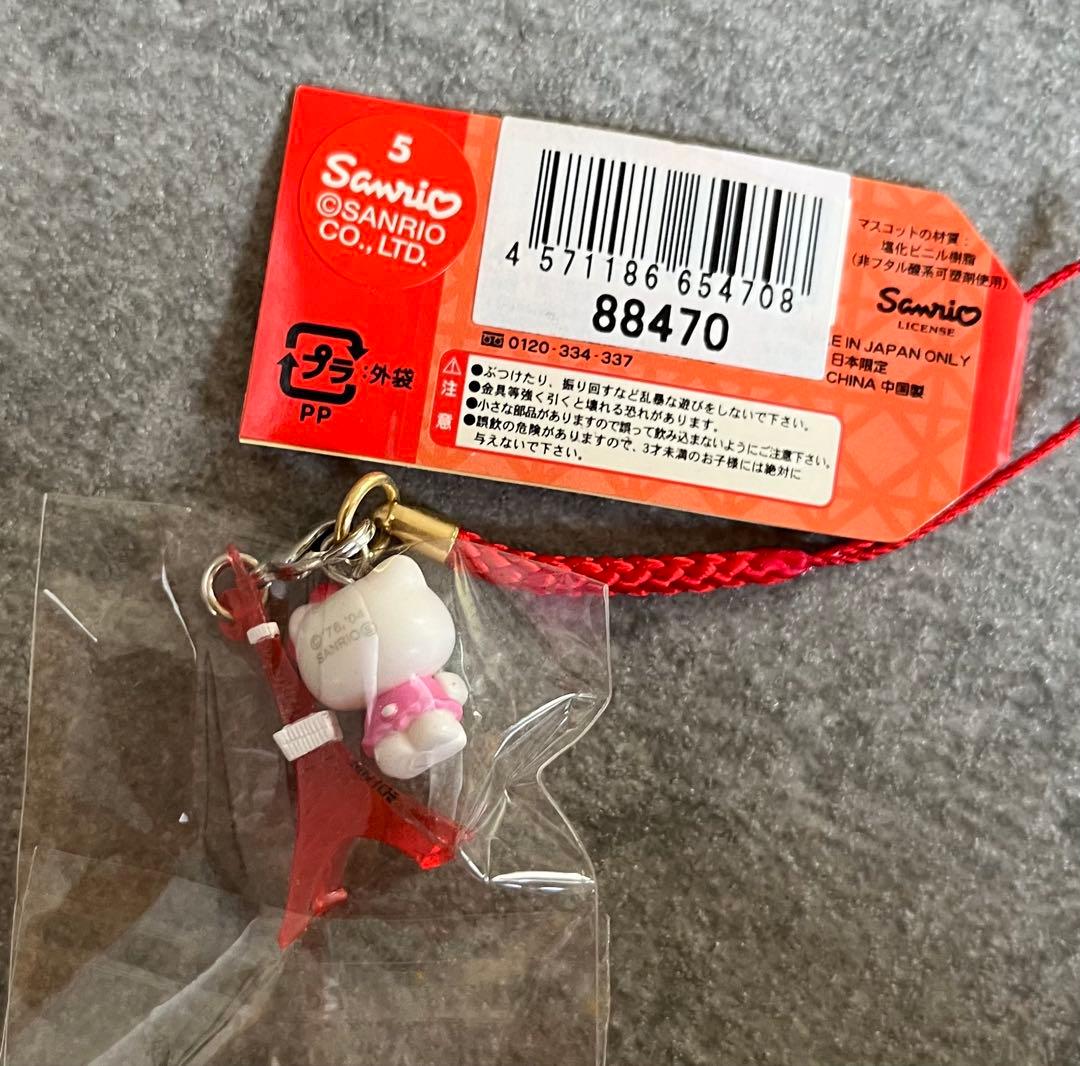 5
Sanrio
©SANRIO
CO., LTD.
4 571186 654708
88470
マスコットの材質:
塩化ビニル樹脂
(非フタル酸系可塑剤使用)
Sanrio
LICENSE
E IN JAPAN ONLY
日本限定
CHINA 中国製
プラ
:外袋
PP
0120-334-337
注意
●ぶつけたり、振り回すなど乱暴な遊びをしないで下さい。
●金具等強く引くと壊れる恐れがあります。
●小さな部品がありますので誤って飲み込まないようにご注意下さい。
●誤飲の危険がありますので、3才未満のお子様には絶対に
与えないで下さい。
©'76,'04
SANRIO